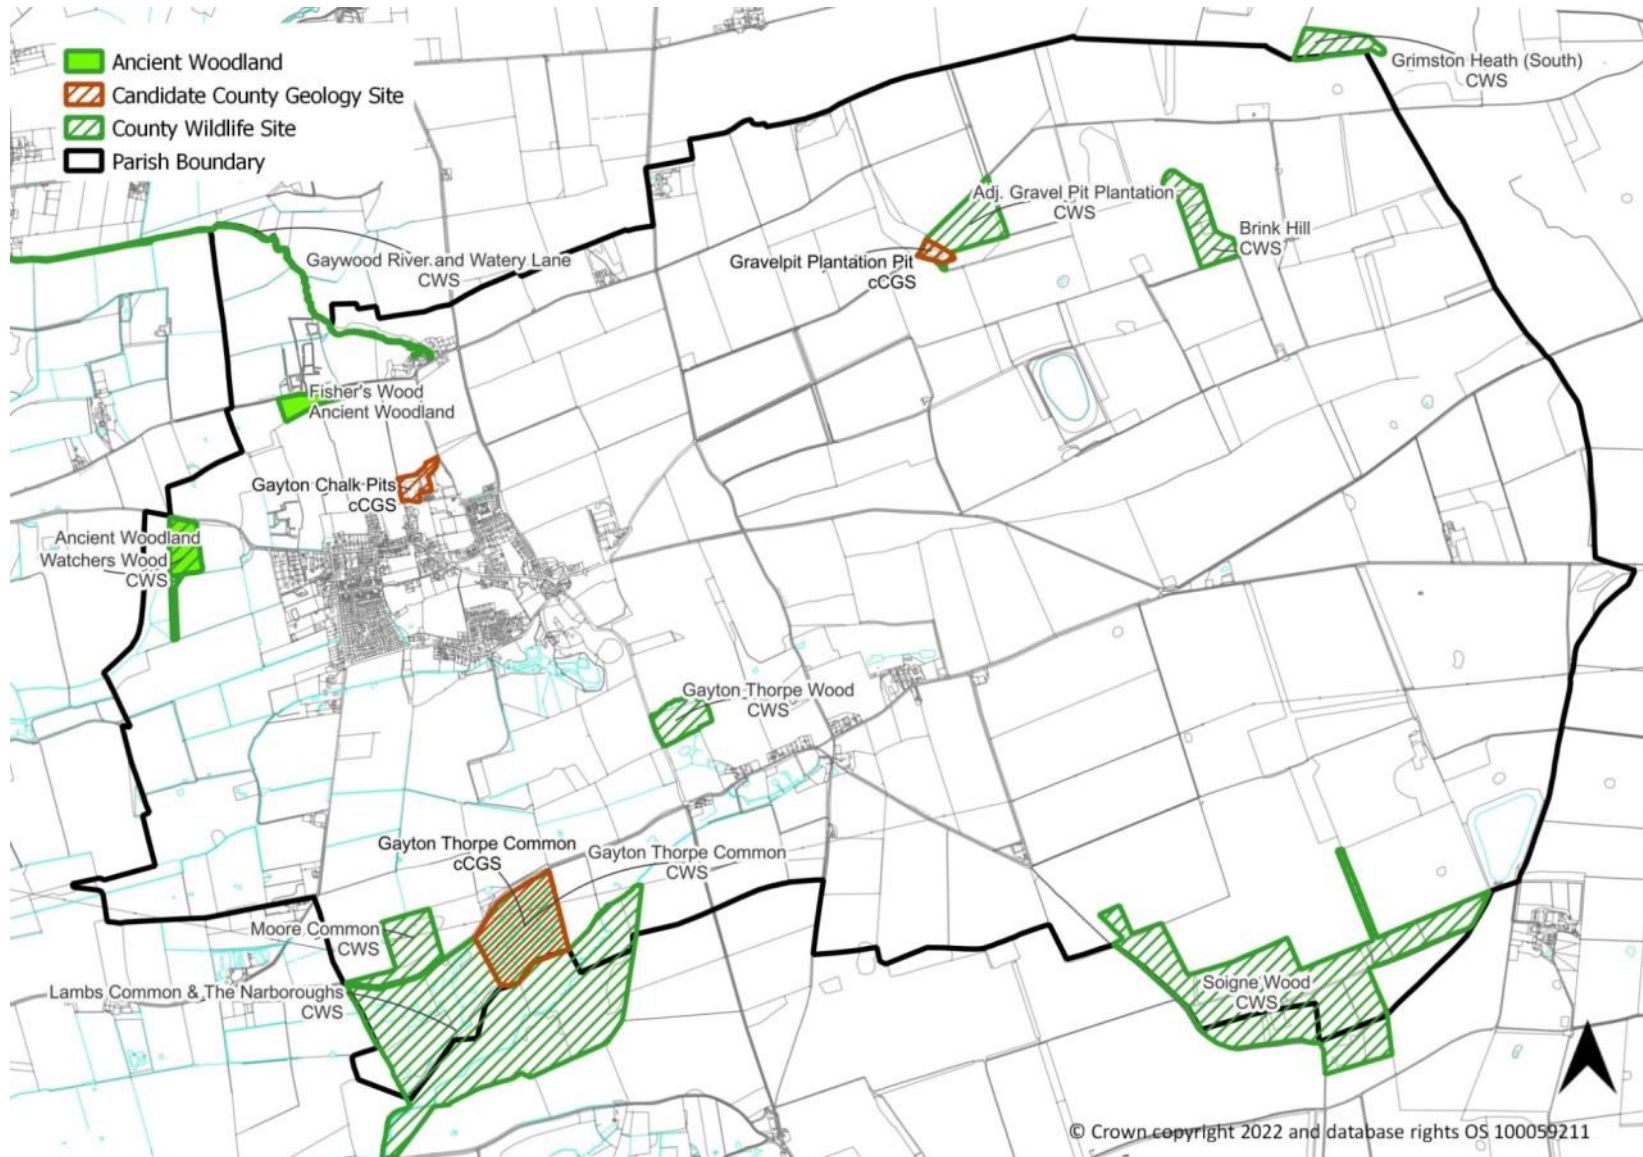 Ancient Woodland
Candidate County Geology Site
County Wildlife Site
Parish Boundary
Grimston Heath (South)
CWS
Adj. Gravel Pit Plantation
CWS
Brink Hill
CWS
Gaywood River and Watery Lane
CWS
Gravelpit Plantation Pit
cCGS
Fisher's Wood
Ancient Woodland
Gayton Chalk Pits
cCGS
Ancient Woodland
Watchers Wood
CWS
Gayton Thorpe Wood
CWS
Gayton Thorpe Common
cCGS
Gayton Thorpe Common
CWS
Moore Common
CWS
Lambs Common & The Narboroughs
CWS
Soigne Wood
CWS
© Crown copyright 2022 and database rights OS 100059211